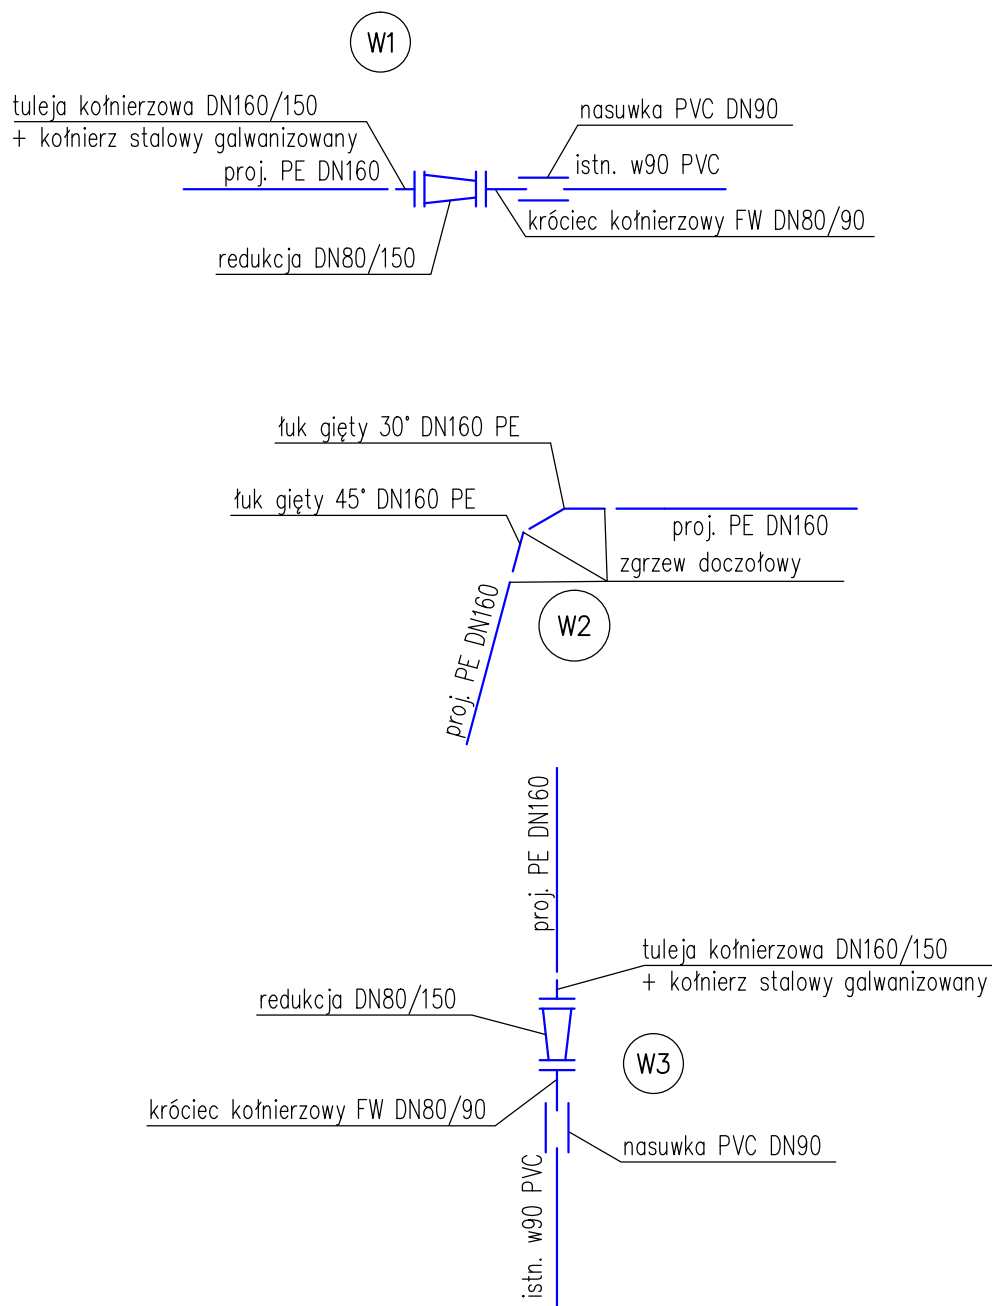 W1
tuleja kołnierzowa DN160/150
+ kołnierz stalowy galwanizowany
nasuwka PVC DN90
proj. PE DN160
istn. w90 PVC
króciec kołnierzowy FW DN80/90
redukcja DN80/150
łuk gięty 30° DN160 PE
łuk gięty 45° DN160 PE
proj. PE DN160
zgrzew doczołowy
W2
proj. PE DN160
proj. PE DN160
tuleja kołnierzowa DN160/150
+ kołnierz stalowy galwanizowany
redukcja DN80/150
W3
króciec kołnierzowy FW DN80/90
nasuwka PVC DN90
istn. w90 PVC